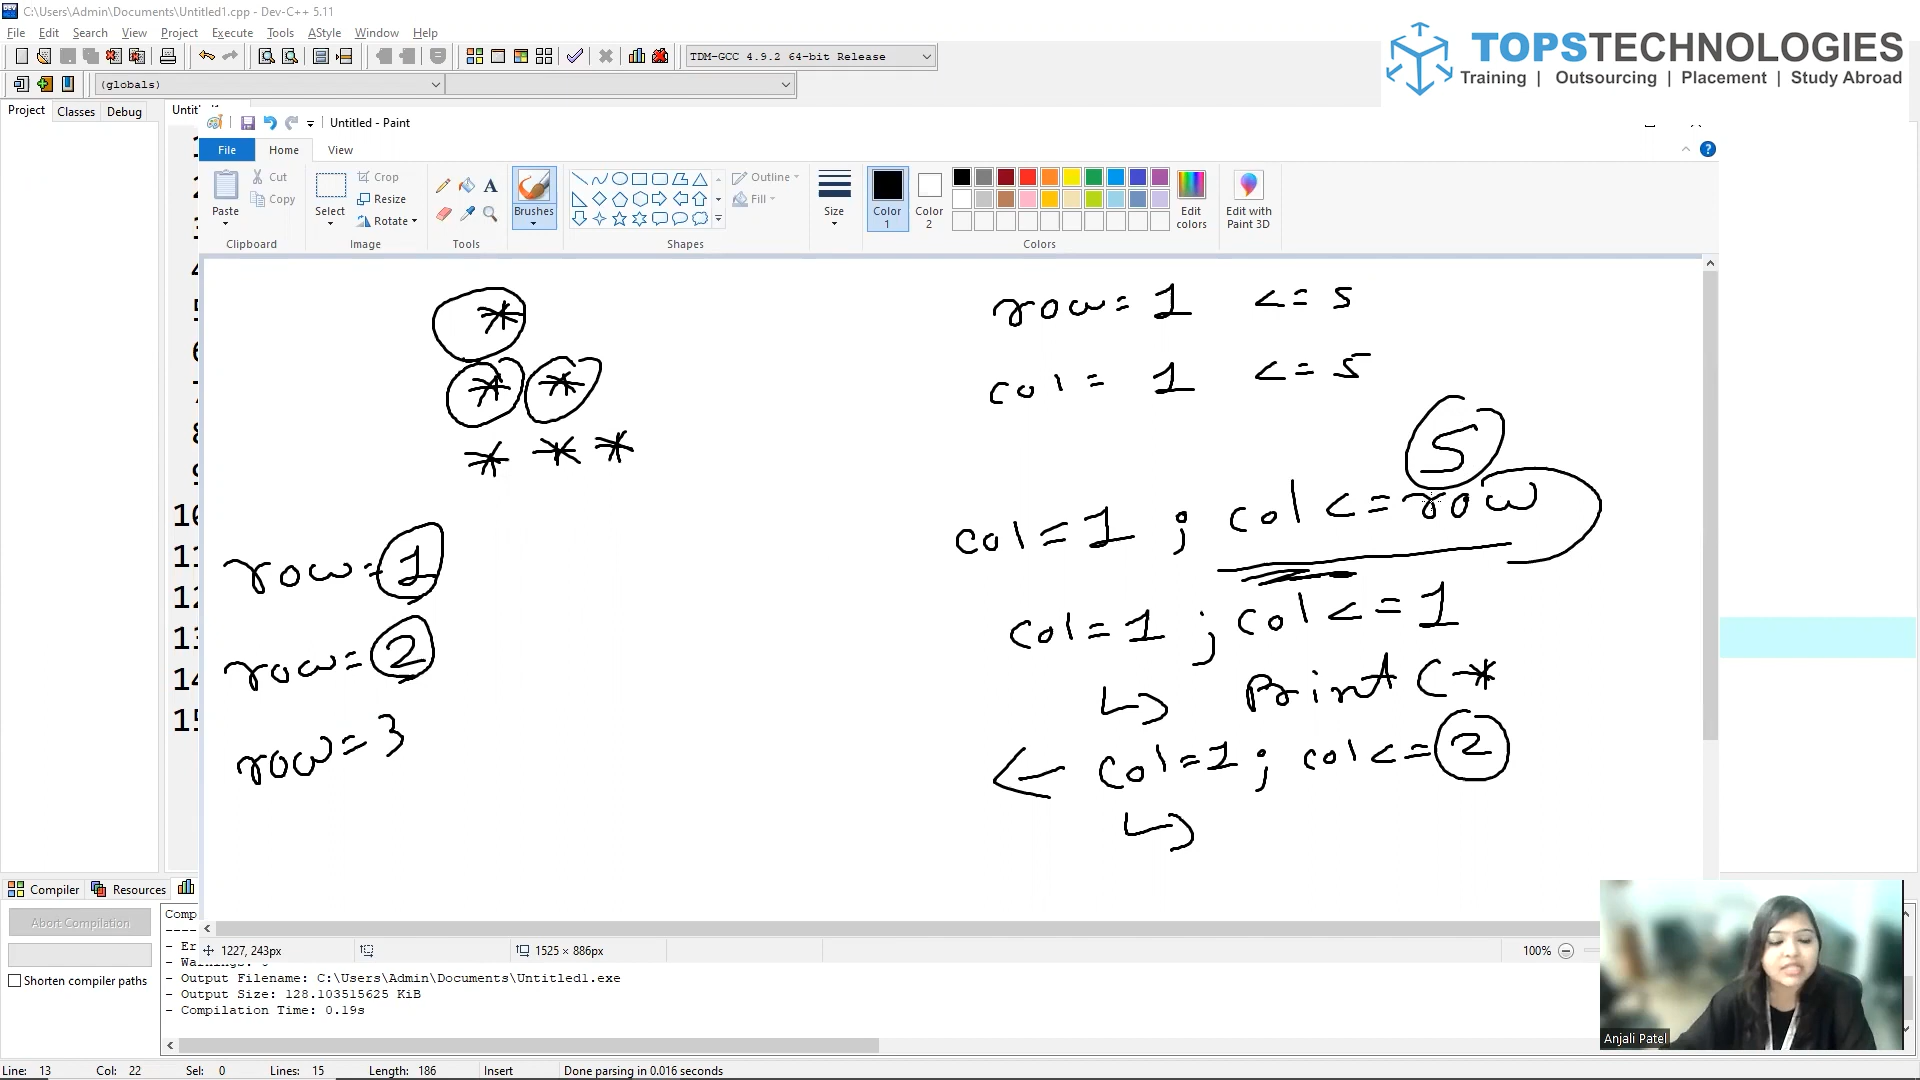 C:\Users\Admin\Documents\Untitled1.cpp - Dev-C++ 5.11
File Edit Search View Project Execute Tools AStyle Window Help
TOPSTECHNOLOGIES
Training | Outsourcing | Placement | Study Abroad
TDM-GCC 4.9.2 64-bit Release
(globals)
Project Classes Debug
Untitled - Paint
File Home View
Paste Cut Copy
Clipboard
Select Crop Resize Rotate
Image
Tools
Brushes
Outline Fill
Shapes
Size
Color 1
Color 2
Edit colors
Colors
Edit with Paint 3D
*
* *
* * *
row=1
row=2
row=3
row=1 <=5
col=1 <=5
5
col=1 ; col<=row
col=1 ; col<=1
Print (*
col=1; col<=2
10
11
12
13
14
15
Compiler Resources
Abort Compilation
Shorten compiler paths
1227, 243px 1525 × 886px 100%
- Output Filename: C:\Users\Admin\Documents\Untitled1.exe
- Output Size: 128.103515625 KiB
- Compilation Time: 0.19s
Anjali Patel
Line: 13 Col: 22 Sel: 0 Lines: 15 Length: 186 Insert Done parsing in 0.016 seconds